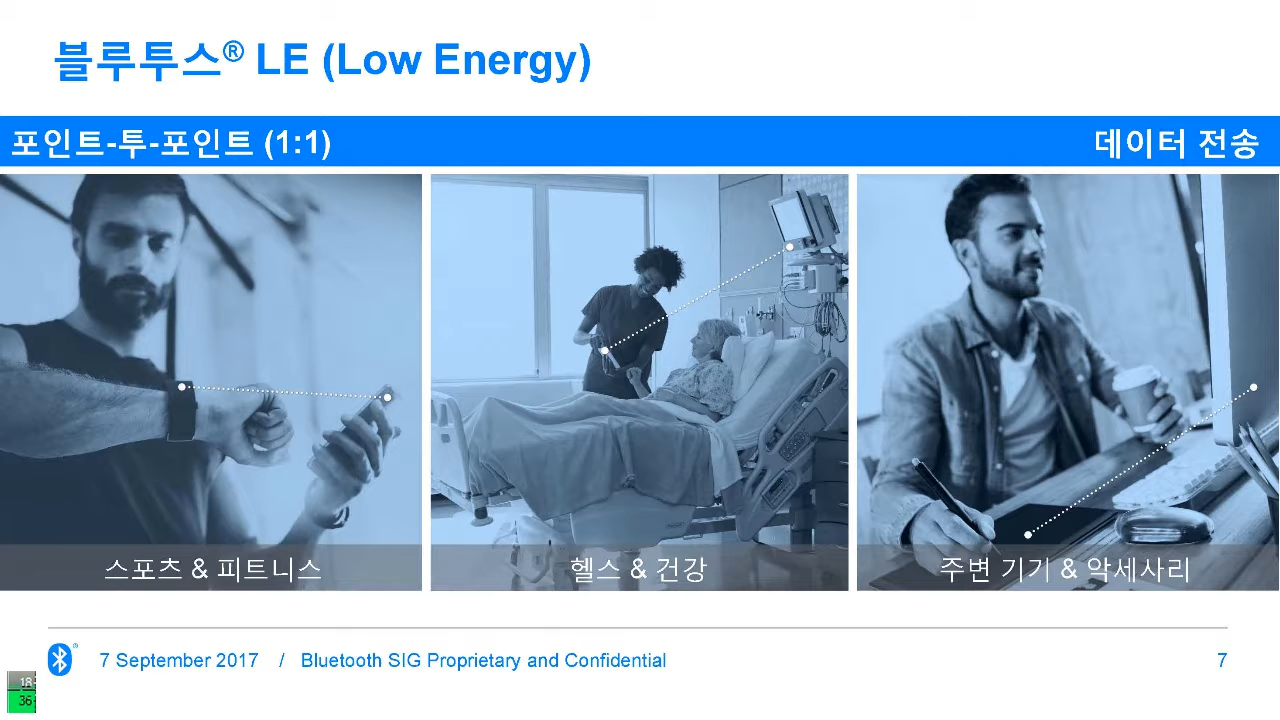 블루투스® LE (Low Energy)
포인트-투-포인트 (1:1)
데이터 전송
스포츠 & 피트니스
헬스 & 건강
주변 기기 & 악세사리
7 September 2017 / Bluetooth SIG Proprietary and Confidential
7
18
36